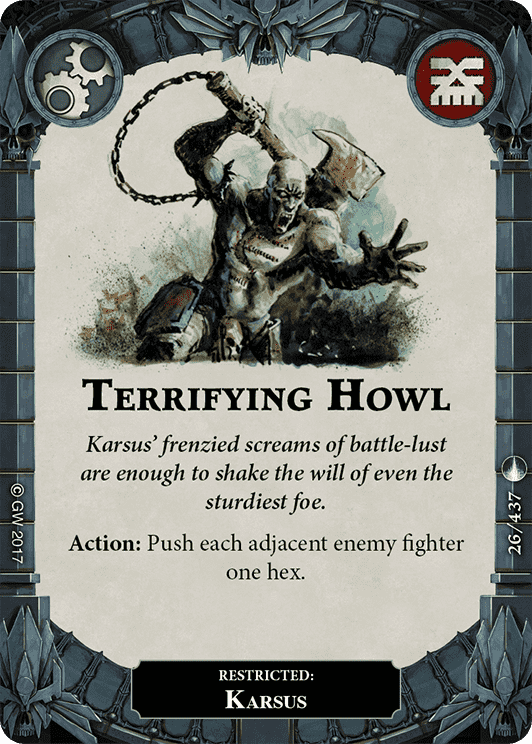 TERRIFYING HOWL
Karsus' frenzied screams of battle-lust
are enough to shake the will of even the
sturdiest foe.
Action: Push each adjacent enemy fighter
one hex.
© GW 2017
26/437
RESTRICTED:
KARSUS